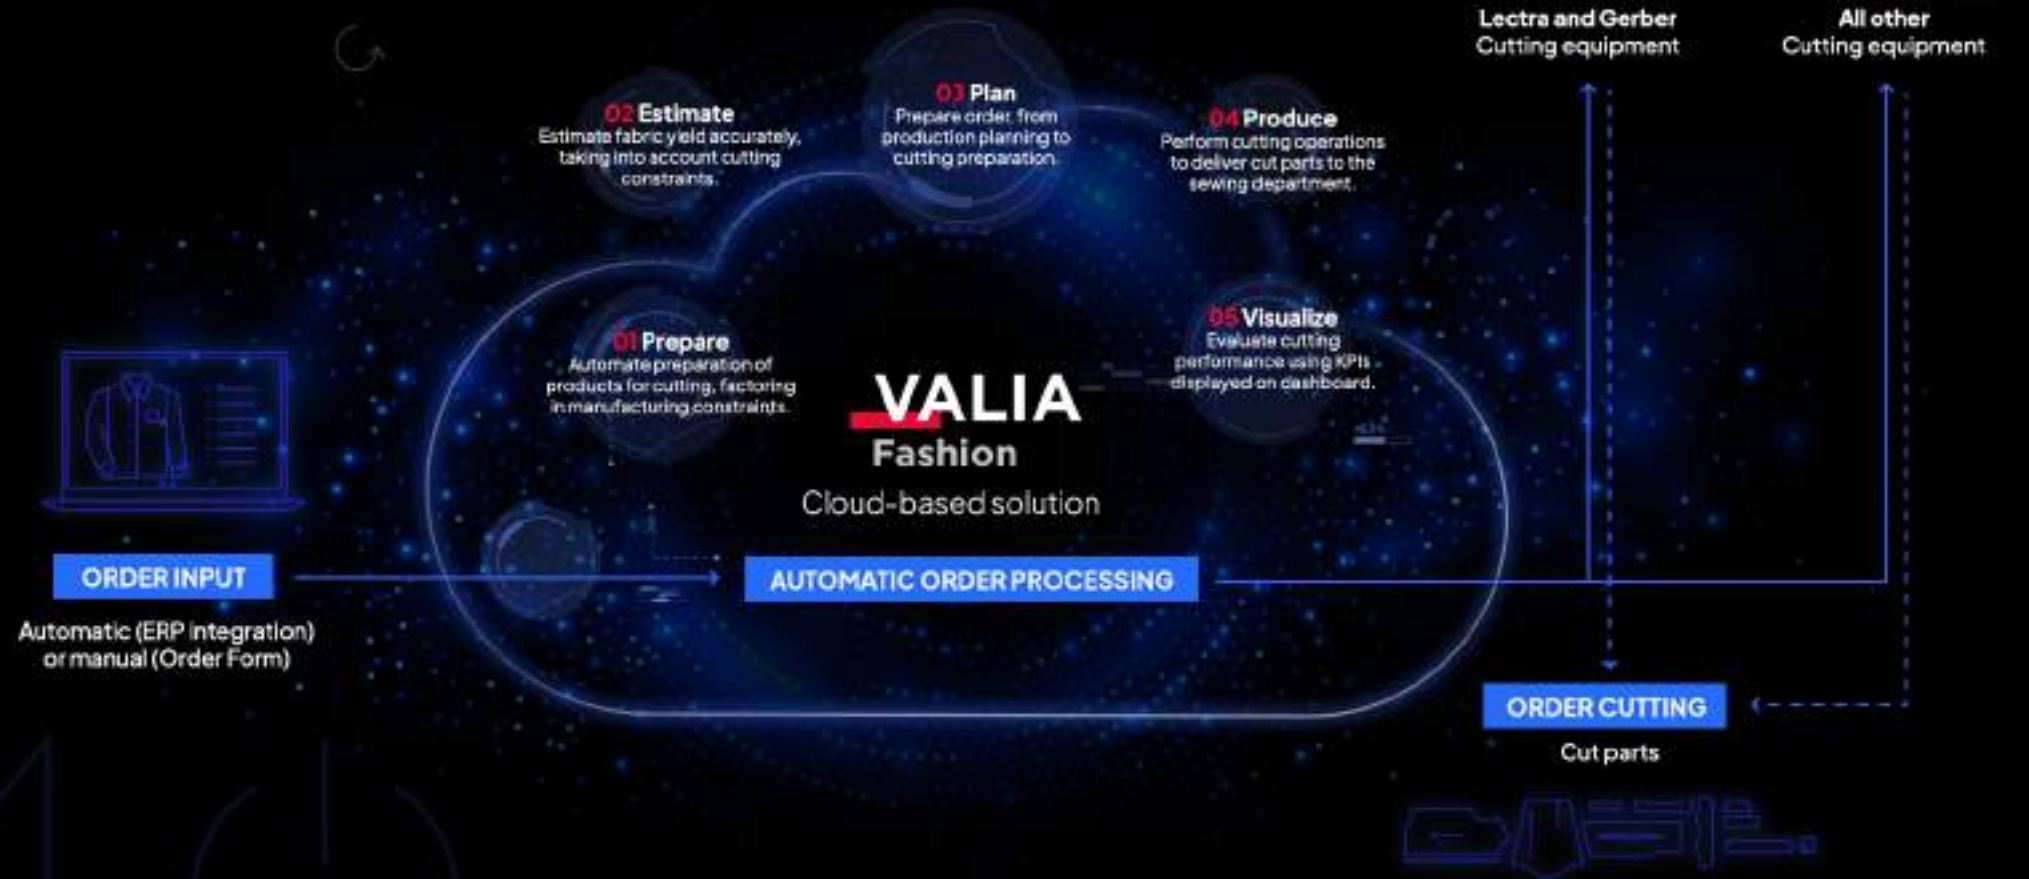 Lectra and Gerber
Cutting equipment
All other
Cutting equipment
02 Estimate
Estimate fabric yield accurately,
taking into account cutting
constraints.
03 Plan
Prepare order, from
production planning to
cutting preparation.
04 Produce
Perform cutting operations
to deliver cut parts to the
sewing department.
01 Prepare
Automate preparation of
products for cutting, factoring
in manufacturing constraints.
05 Visualize
Evaluate cutting
performance using KPIs
displayed on dashboard.
VALIA
Fashion
Cloud-based solution
ORDER INPUT
Automatic (ERP integration)
or manual (Order Form)
AUTOMATIC ORDER PROCESSING
ORDER CUTTING
Cut parts